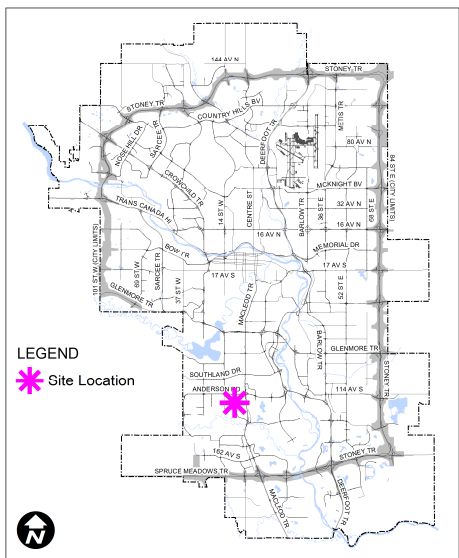 144 AV N
STONEY TR
STONEY TR
COUNTRY HILLS BV
METIS TR
NOSE HILL DR
SARCEE TR
DEERFOOT TR
80 AV N
CROWCHILD TR
MCKNIGHT BV
84 ST E (CITY LIMITS)
TRANS CANADA HI
14 ST W
CENTRE ST
BARLOW TR
36 ST E
32 AV N
68 ST E
16 AV N
16 AV N
101 ST W (CITY LIMITS)
69 ST W
SARCEE TR
BOW TR
37 ST W
17 AV S
MEMORIAL DR
17 AV S
52 ST E
GLENMORE TR
MACLEOD TR
BARLOW TR
GLENMORE TR
LEGEND
Site Location
SOUTHLAND DR
ANDERSON RD
114 AV S
STONEY TR
162 AV S
STONEY TR
SPRUCE MEADOWS TR
MACLEOD TR
DEERFOOT TR
N